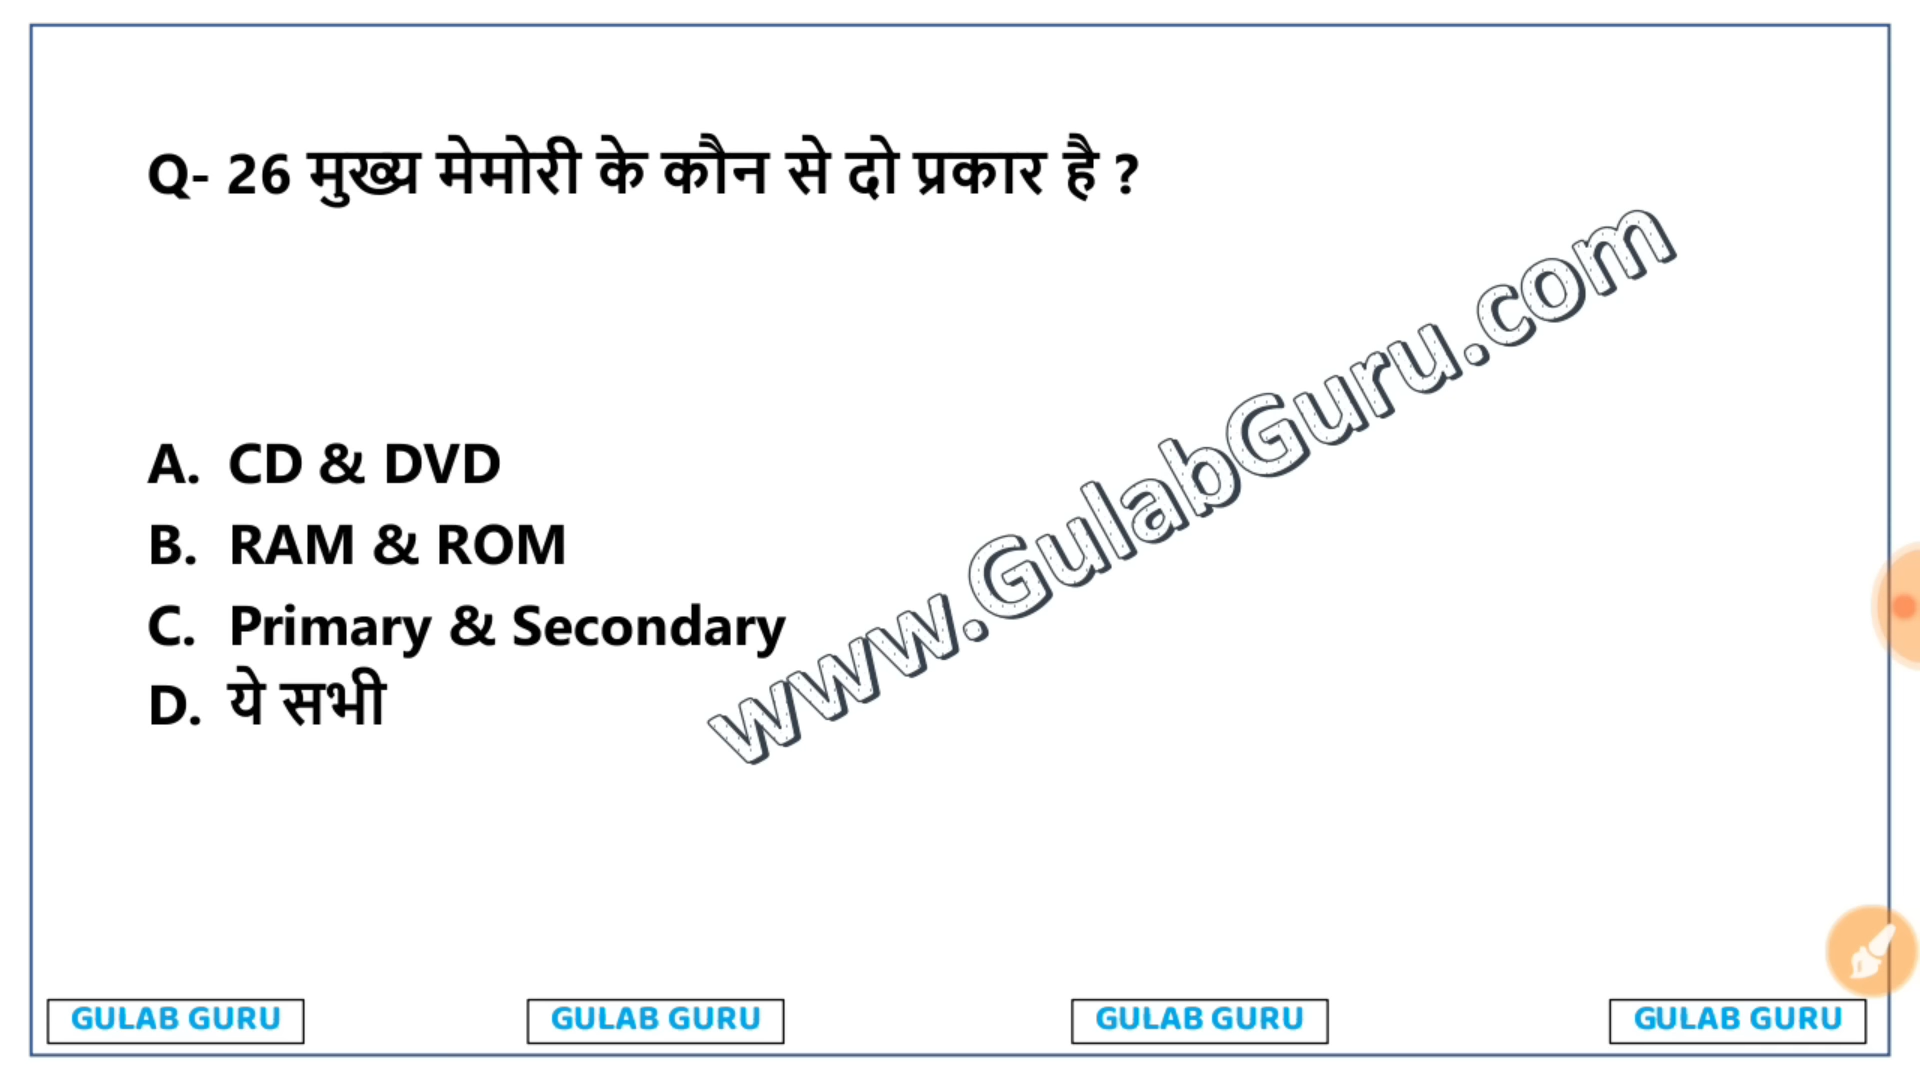 Q- 26 मुख्य मेमोरी के कौन से दो प्रकार है ?
www.GulabGuru.com
A. CD & DVD
B. RAM & ROM
C. Primary & Secondary
D. ये सभी
GULAB GURU
GULAB GURU
GULAB GURU
GULAB GURU